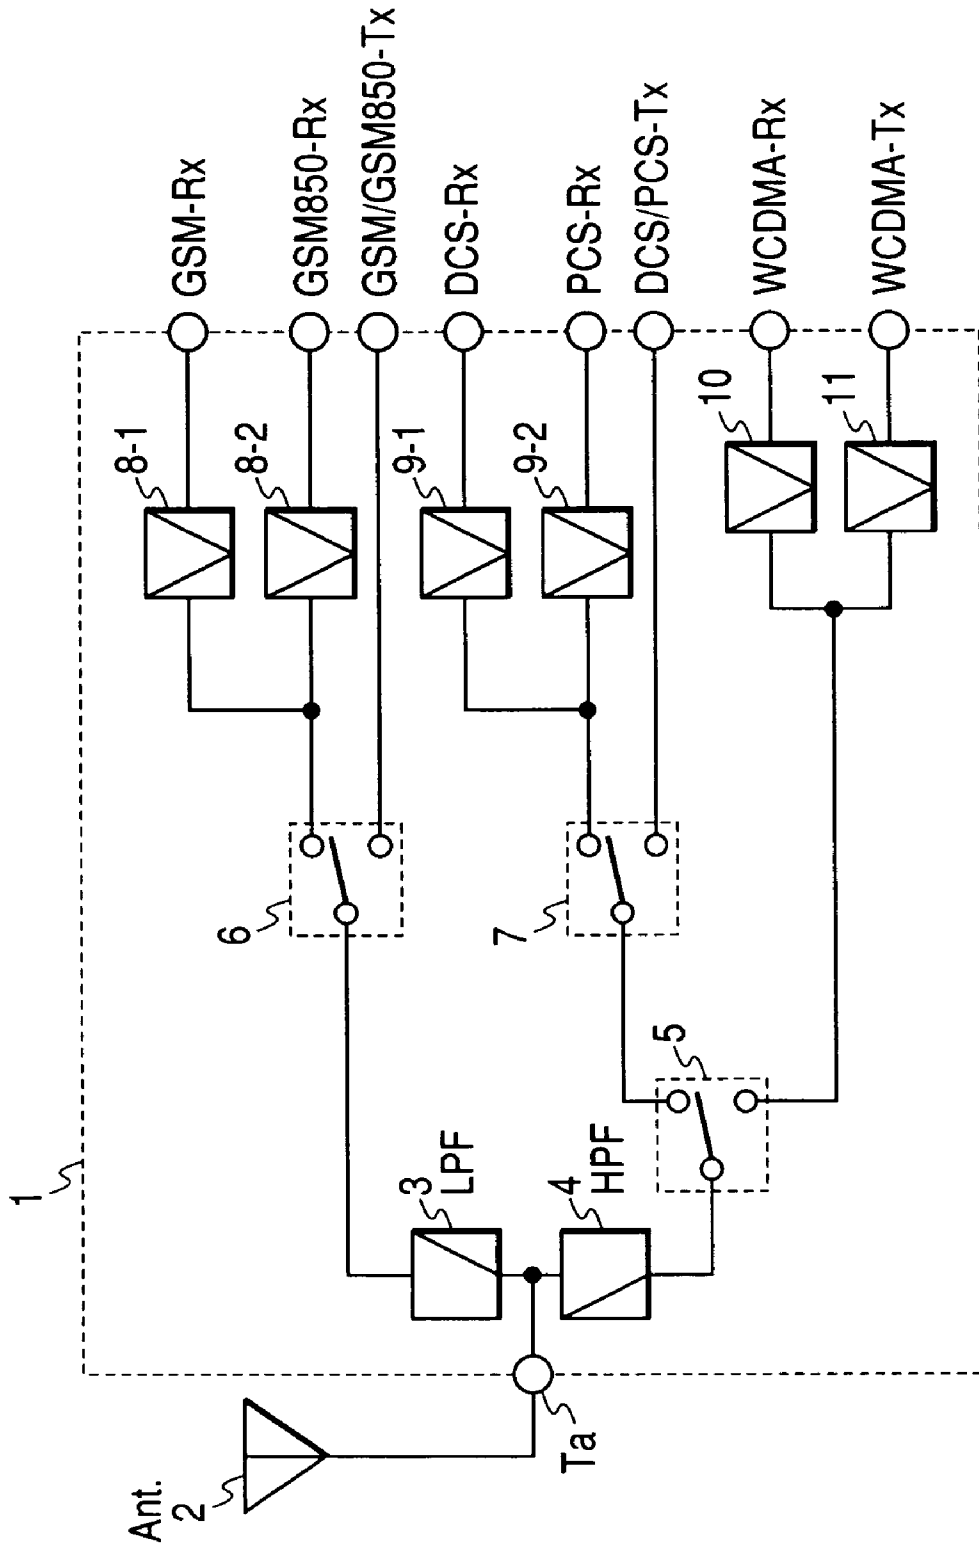 1
Ant.
2
Ta
3
LPF
4
HPF
5
6
7
8-1
8-2
9-1
9-2
10
11
GSM-Rx
GSM850-Rx
GSM/GSM850-Tx
DCS-Rx
PCS-Rx
DCS/PCS-Tx
WCDMA-Rx
WCDMA-Tx